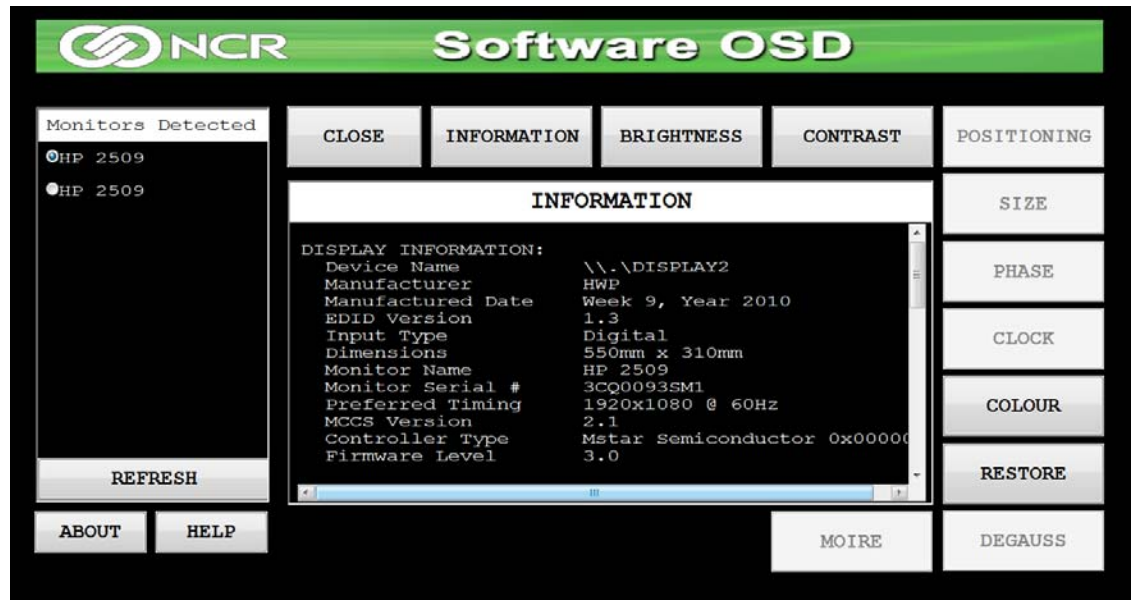 NCR Software OSD
Monitors Detected
HP 2509
HP 2509
REFRESH
ABOUT HELP
CLOSE INFORMATION BRIGHTNESS CONTRAST POSITIONING
INFORMATION
DISPLAY INFORMATION:
Device Name \\.\DISPLAY2
Manufacturer HWP
Manufactured Date Week 9, Year 2010
EDID Version 1.3
Input Type Digital
Dimensions 550mm x 310mm
Monitor Name HP 2509
Monitor Serial # 3CQ0093SM1
Preferred Timing 1920x1080 @ 60Hz
MCCS Version 2.1
Controller Type Mstar Semiconductor 0x00000
Firmware Level 3.0
SIZE
PHASE
CLOCK
COLOUR
RESTORE
MOIRE DEGAUSS